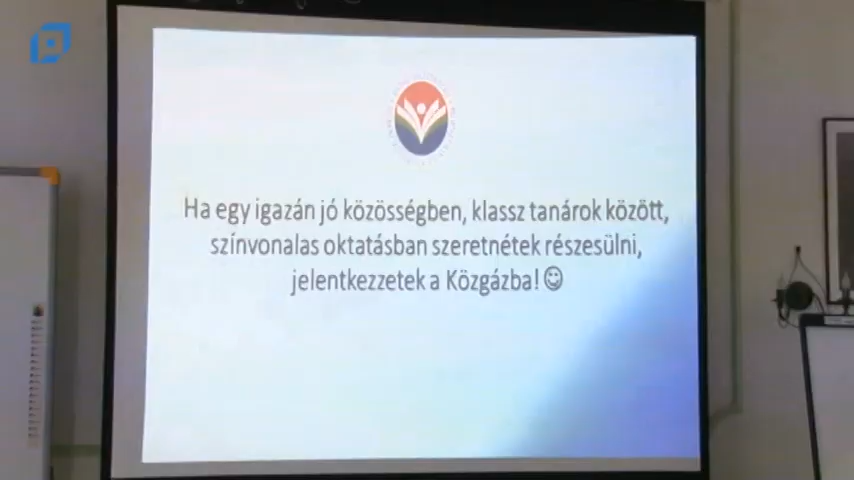 Ha egy igazán jó közösségben, klassz tanárok között,
színvonalas oktatásban szeretnétek részesülni,
jelentkezzetek a Közgázba! ☺